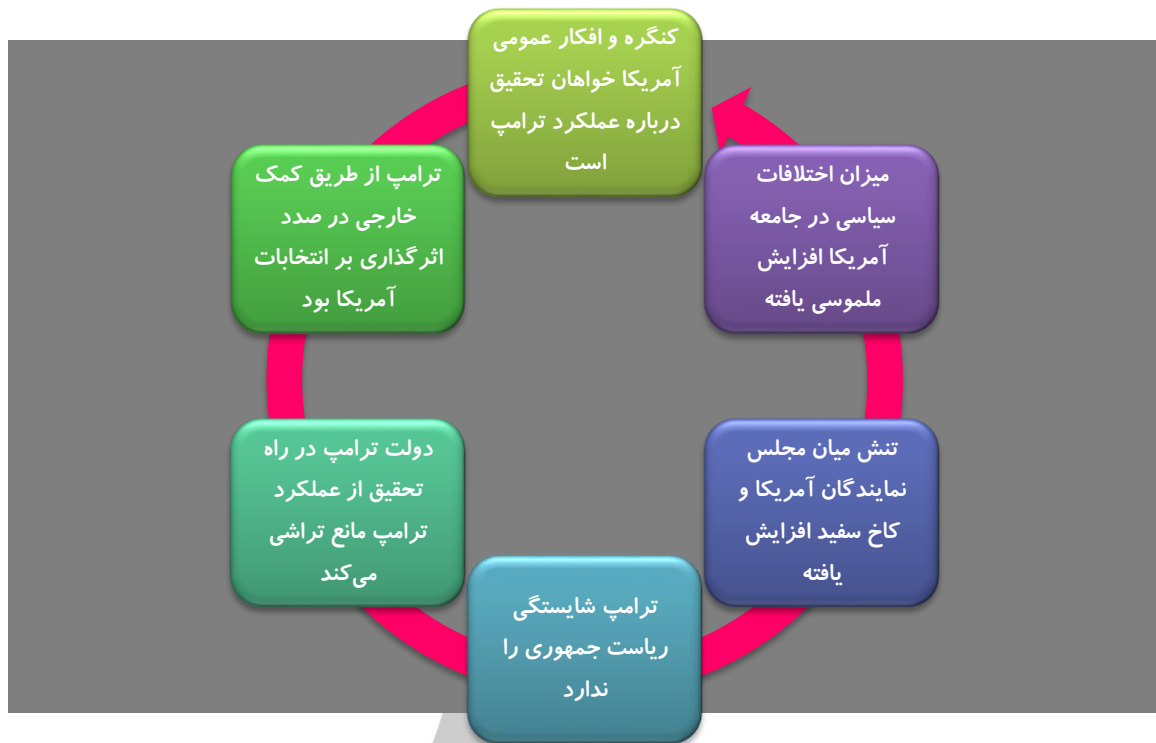 کنگره و افکار عمومی
آمریکا خواهان تحقیق
درباره عملکرد ترامپ
است
ترامپ از طریق کمک
خارجی در صدد
اثرگذاری بر انتخابات
آمریکا بود
دولت ترامپ در راه
تحقیق از عملکرد
ترامپ مانع تراشی
می‌کند
ترامپ شایستگی
ریاست جمهوری را
ندارد
تنش میان مجلس
نمایندگان آمریکا و
کاخ سفید افزایش
یافته
میزان اختلافات
سیاسی در جامعه
آمریکا افزایش
ملموسی یافته